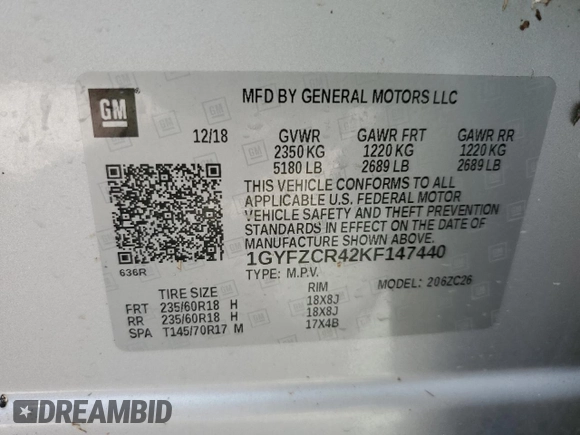 GM
MFD BY GENERAL MOTORS LLC
12/18 GVWR GAWR FRT GAWR RR
2350 KG 1220 KG 1220 KG
5180 LB 2689 LB 2689 LB
THIS VEHICLE CONFORMS TO ALL
APPLICABLE U.S. FEDERAL MOTOR
VEHICLE SAFETY AND THEFT PREVENTION
STANDARDS IN EFFECT ON THE DATE OF
MANUFACTURE SHOWN ABOVE.
636R
1GYFZCR42KF147440
TYPE: M.P.V. MODEL: 206ZC26
TIRE SIZE RIM
FRT 235/60R18 H 18X8J
RR 235/60R18 H 18X8J
SPA T145/70R17 M 17X4B
DREAMBID